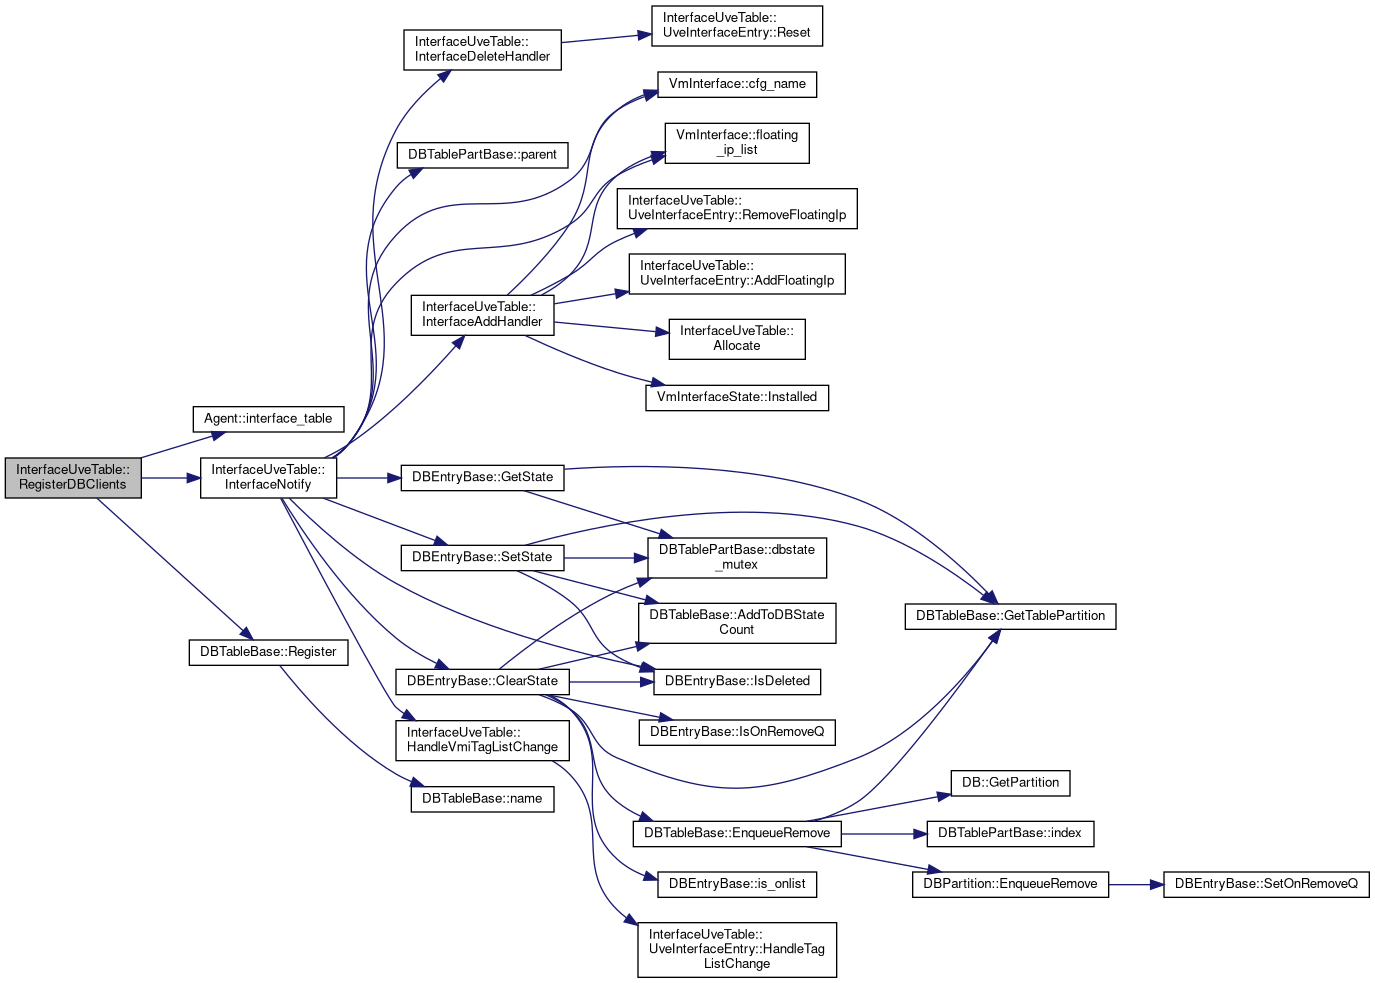 InterfaceUveTable::
RegisterDBClients
Agent::interface_table
InterfaceUveTable::
InterfaceNotify
DBTableBase::Register
InterfaceUveTable::
InterfaceDeleteHandler
DBTablePartBase::parent
InterfaceUveTable::
InterfaceAddHandler
DBEntryBase::GetState
DBEntryBase::SetState
DBEntryBase::ClearState
InterfaceUveTable::
HandleVmiTagListChange
DBTableBase::name
InterfaceUveTable::
UveInterfaceEntry::Reset
VmInterface::cfg_name
VmInterface::floating
_ip_list
InterfaceUveTable::
UveInterfaceEntry::RemoveFloatingIp
InterfaceUveTable::
UveInterfaceEntry::AddFloatingIp
InterfaceUveTable::
Allocate
VmInterfaceState::Installed
DBTablePartBase::dbstate
_mutex
DBTableBase::AddToDBState
Count
DBEntryBase::IsDeleted
DBEntryBase::IsOnRemoveQ
DBTableBase::EnqueueRemove
DBEntryBase::is_onlist
InterfaceUveTable::
UveInterfaceEntry::HandleTag
ListChange
DBTableBase::GetTablePartition
DB::GetPartition
DBTablePartBase::index
DBPartition::EnqueueRemove
DBEntryBase::SetOnRemoveQ